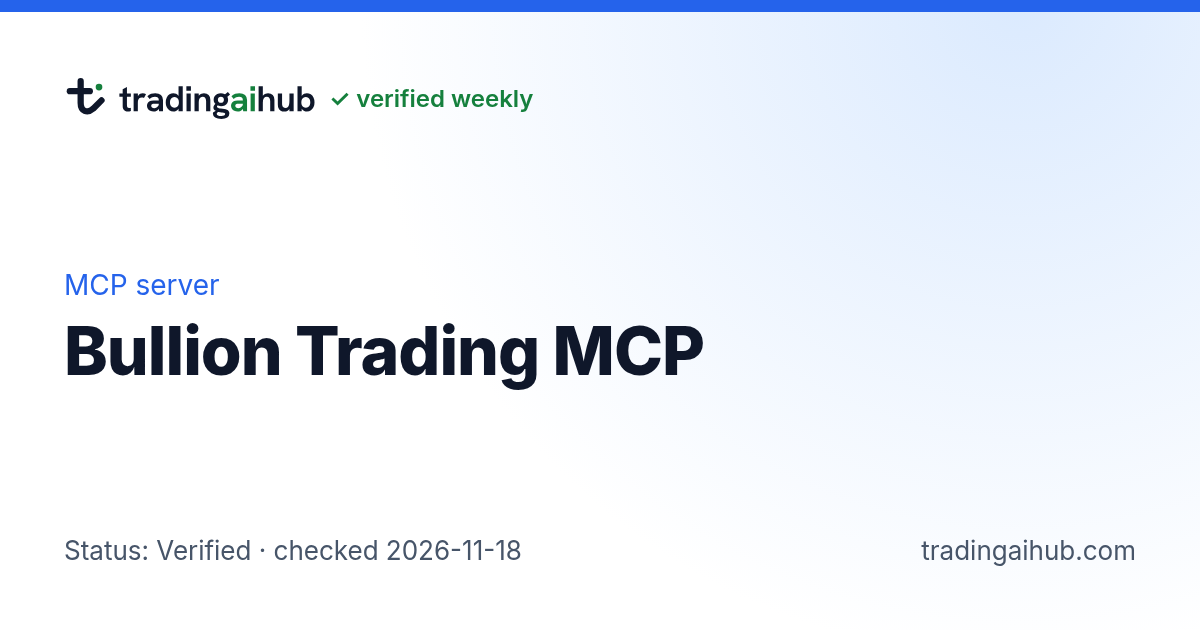 tradingaihub ✓ verified weekly
MCP server
Bullion Trading MCP
Status: Verified · checked 2026-11-18
tradingaihub.com